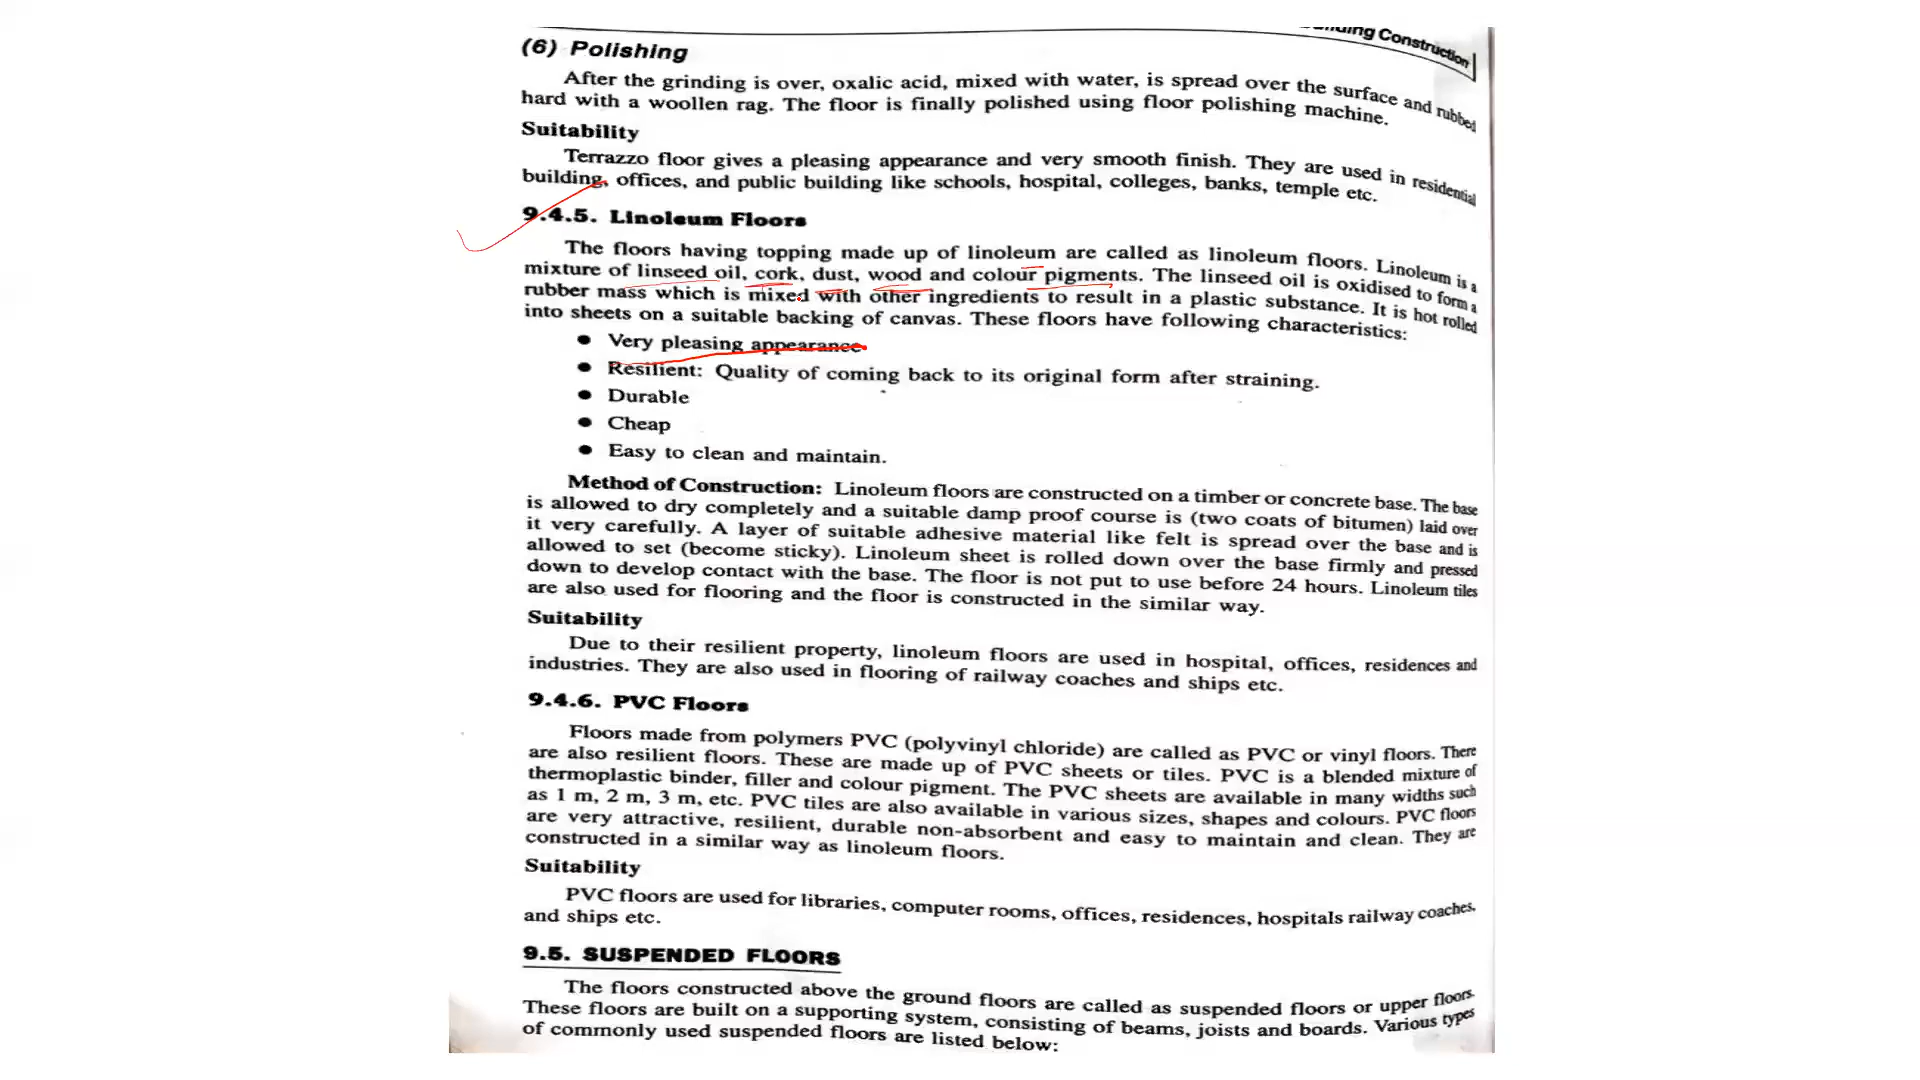 Building Construction
(6) Polishing
After the grinding is over, oxalic acid, mixed with water, is spread over the surface and rubbed
hard with a woollen rag. The floor is finally polished using floor polishing machine.
Suitability
Terrazzo floor gives a pleasing appearance and very smooth finish. They are used in residential
building, offices, and public building like schools, hospital, colleges, banks, temple etc.
9.4.5. Linoleum Floors
The floors having topping made up of linoleum are called as linoleum floors. Linoleum is a
mixture of linseed oil, cork, dust, wood and colour pigments. The linseed oil is oxidised to form a
rubber mass which is mixed with other ingredients to result in a plastic substance. It is hot rolled
into sheets on a suitable backing of canvas. These floors have following characteristics:
● Very pleasing appearance
● Resilient: Quality of coming back to its original form after straining.
● Durable
● Cheap
● Easy to clean and maintain.
Method of Construction: Linoleum floors are constructed on a timber or concrete base. The base
is allowed to dry completely and a suitable damp proof course is (two coats of bitumen) laid over
it very carefully. A layer of suitable adhesive material like felt is spread over the base and is
allowed to set (become sticky). Linoleum sheet is rolled down over the base firmly and pressed
down to develop contact with the base. The floor is not put to use before 24 hours. Linoleum tiles
are also used for flooring and the floor is constructed in the similar way.
Suitability
Due to their resilient property, linoleum floors are used in hospital, offices, residences and
industries. They are also used in flooring of railway coaches and ships etc.
9.4.6. PVC Floors
Floors made from polymers PVC (polyvinyl chloride) are called as PVC or vinyl floors. There
are also resilient floors. These are made up of PVC sheets or tiles. PVC is a blended mixture of
thermoplastic binder, filler and colour pigment. The PVC sheets are available in many widths such
as 1 m, 2 m, 3 m, etc. PVC tiles are also available in various sizes, shapes and colours. PVC floors
are very attractive, resilient, durable non-absorbent and easy to maintain and clean. They are
constructed in a similar way as linoleum floors.
Suitability
PVC floors are used for libraries, computer rooms, offices, residences, hospitals railway coaches,
and ships etc.
9.5. SUSPENDED FLOORS
The floors constructed above the ground floors are called as suspended floors or upper floors.
These floors are built on a supporting system, consisting of beams, joists and boards. Various types
of commonly used suspended floors are listed below: